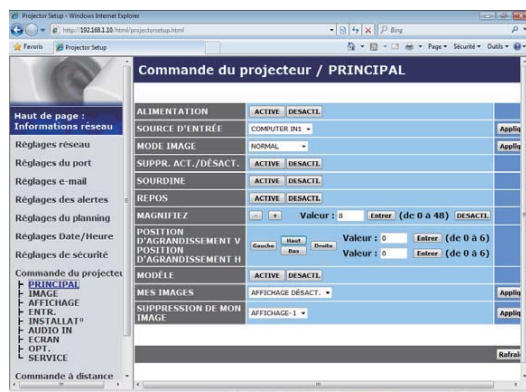 Projector Setup - Windows Internet Explorer
http://192.168.1.10/html/projectorsetup.html
Bing
Favoris
Projector Setup
Page
Sécurité
Outils
Commande du projecteur / PRINCIPAL
Haut de page :
Informations réseau
Réglages réseau
Réglages du port
Réglages e-mail
Réglages des alertes
Réglages du planning
Réglages Date/Heure
Réglages de sécurité
Commande du projecteu
PRINCIPAL
IMAGE
AFFICHAGE
ENTR.
INSTALLAT°
AUDIO IN
ECRAN
OPT.
SERVICE
Commande à distance
ALIMENTATION ACTIVE DESACTI.
SOURCE D'ENTRÉE COMPUTER IN1 Appliq
MODE IMAGE NORMAL Appliq
SUPPR. ACT./DÉSACT. ACTIVE DESACTI.
SOURDINE ACTIVE DESACTI.
REPOS ACTIVE DESACTI.
MAGNIFIEZ - + Valeur : 8 Entrer (de 0 à 48) DESACTI.
POSITION
D'AGRANDISSEMENT V
POSITION
D'AGRANDISSEMENT H
Gauche Haut Bas Droite
Valeur : 0 Entrer (de 0 à 6)
Valeur : 0 Entrer (de 0 à 6)
MODÈLE ACTIVE DESACTI.
MES IMAGES AFFICHAGE DÉSACT. Appliq
SUPPRESSION DE MON
IMAGE
AFFICHAGE-1 Appliq
Rafraî